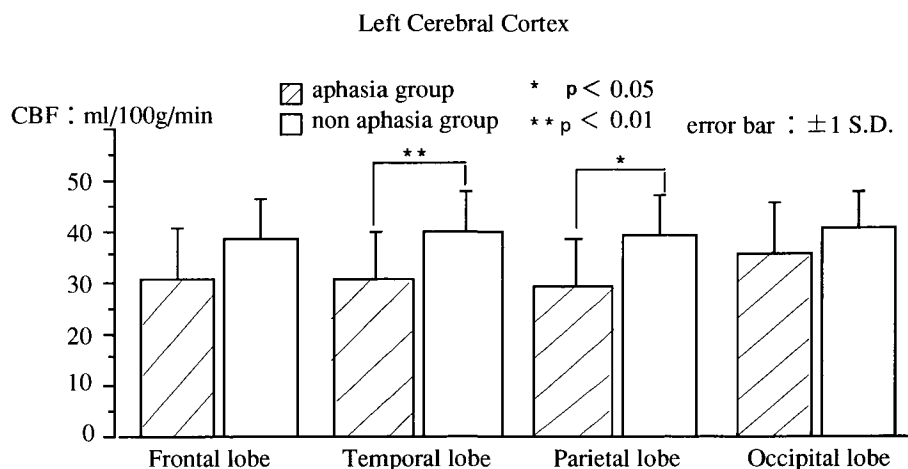 Left Cerebral Cortex
CBF : ml/100g/min
aphasia group * p < 0.05
non aphasia group ** p < 0.01
error bar : ±1 S.D.
** *
50
40
30
20
10
0
Frontal lobe Temporal lobe Parietal lobe Occipital lobe